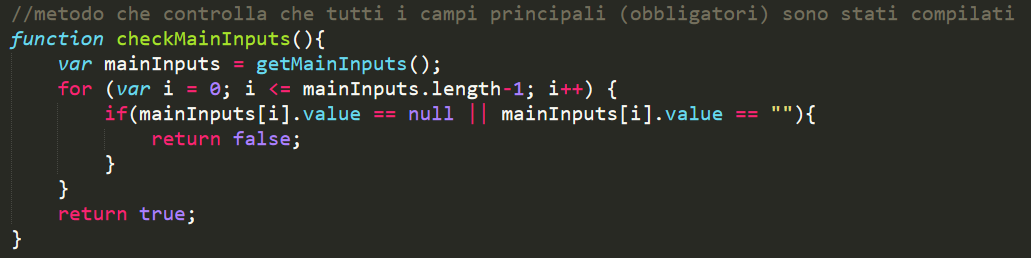 //metodo che controlla che tutti i campi principali (obbligatori) sono stati compilati
function checkMainInputs(){
    var mainInputs = getMainInputs();
    for (var i = 0; i <= mainInputs.length-1; i++) {
        if(mainInputs[i].value == null || mainInputs[i].value == ""){
            return false;
        }
    }
    return true;
}